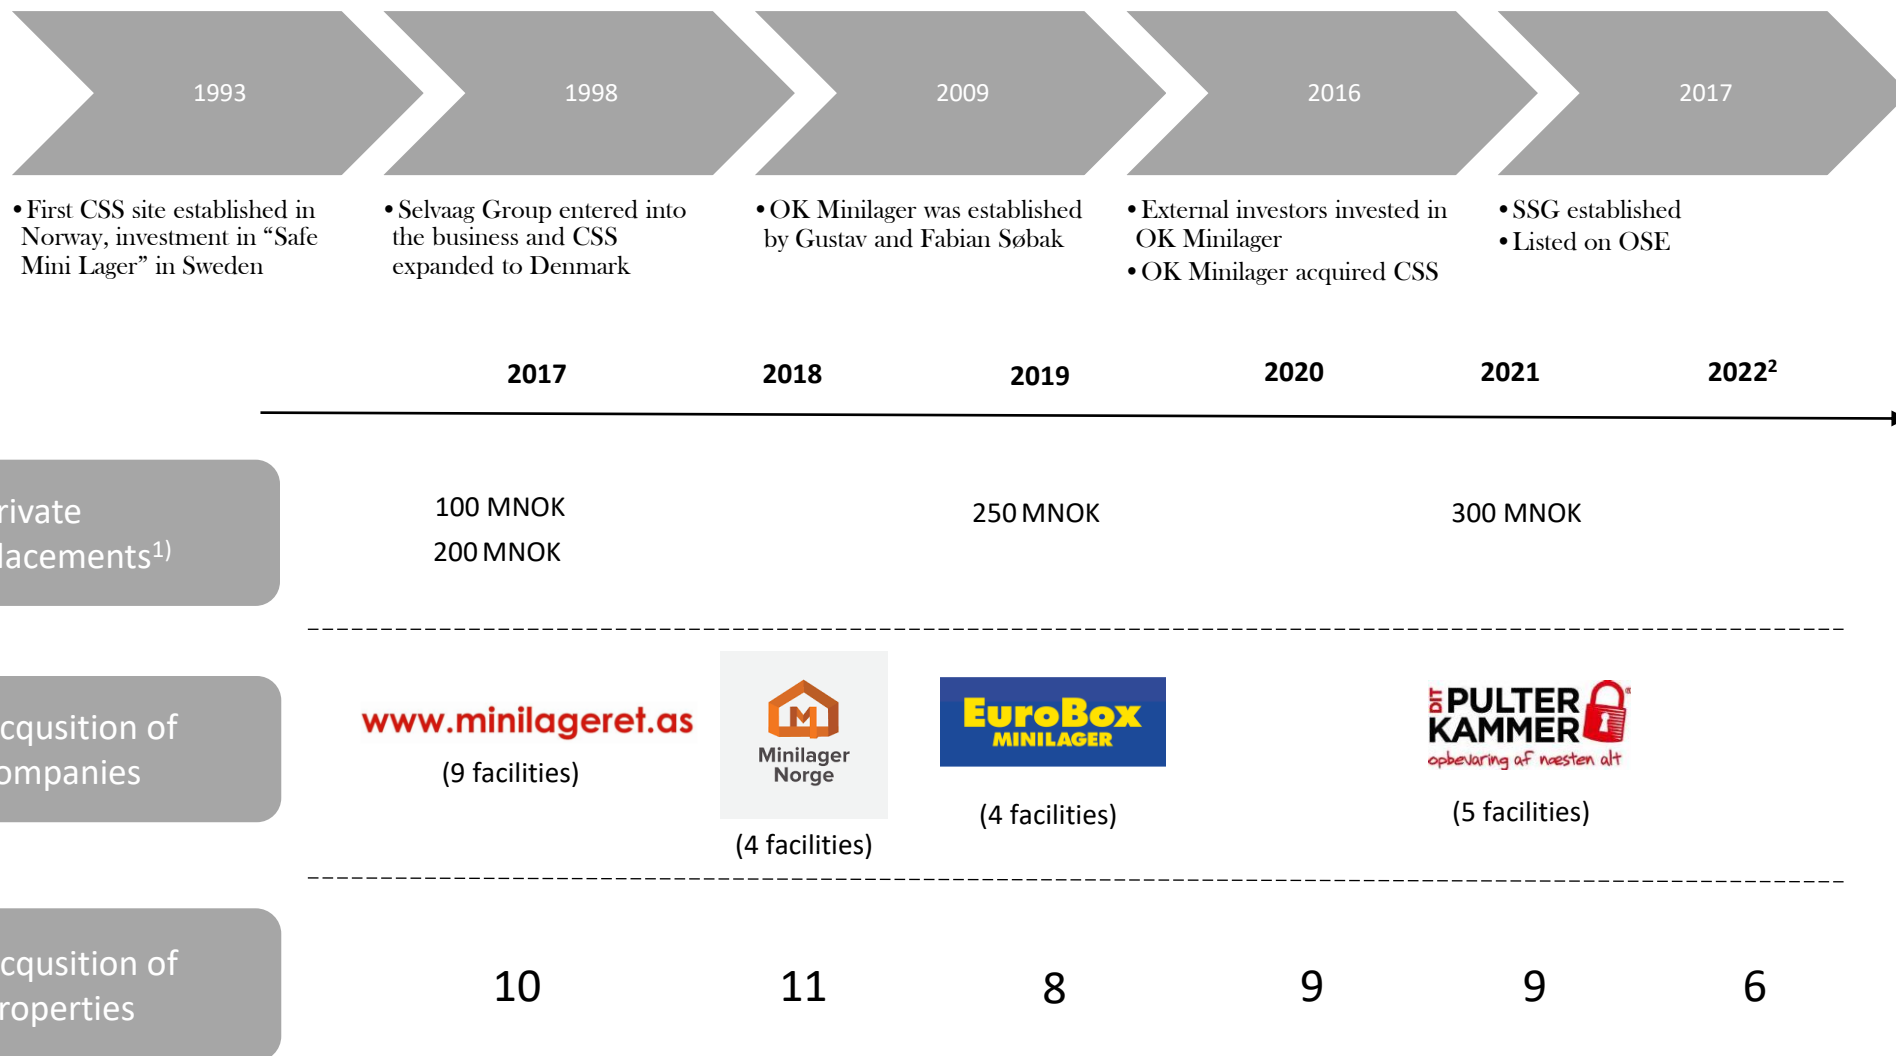 1993
1998
2009
2016
2017
• First CSS site established in
Norway, investment in “Safe
Mini Lager” in Sweden
• Selvaag Group entered into
the business and CSS
expanded to Denmark
• OK Minilager was established
by Gustav and Fabian Søbak
• External investors invested in
OK Minilager
• OK Minilager acquired CSS
• SSG established
• Listed on OSE
2017 2018 2019 2020 2021 2022²
rivate
lacements¹⁾
100 MNOK
200 MNOK
250 MNOK
300 MNOK
cqusition of
ompanies
www.minilageret.as
(9 facilities)
M
Minilager
Norge
(4 facilities)
EuroBox
MINILAGER
(4 facilities)
DIT PULTER
KAMMER
opbevaring af næsten alt
(5 facilities)
cqusition of
roperties
10 11 8 9 9 6